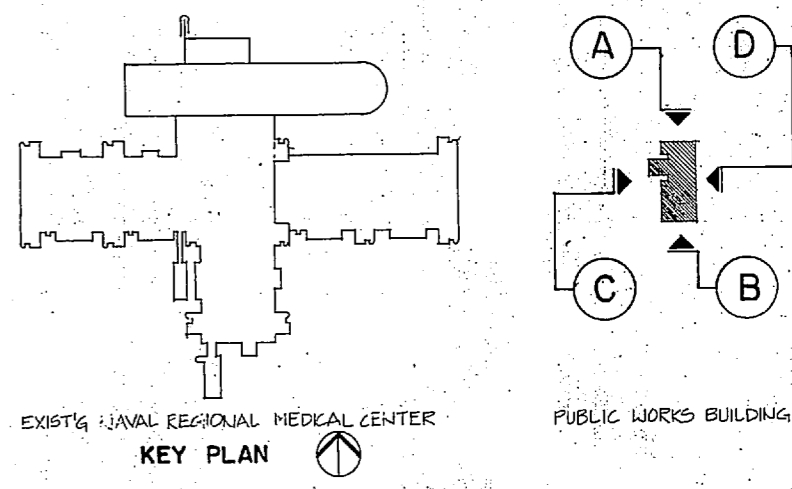 A
D
C
B
EXIST'G NAVAL REGIONAL MEDICAL CENTER
PUBLIC WORKS BUILDING
KEY PLAN